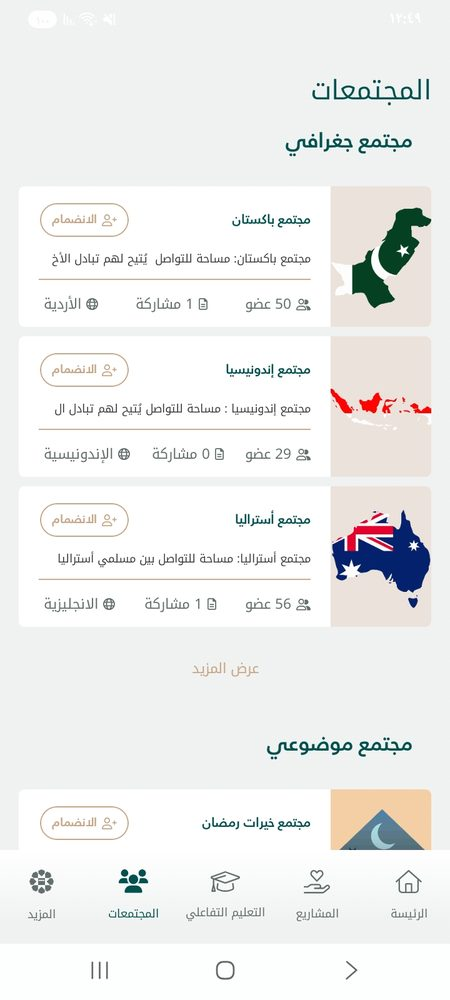 ١٢:٤٩
١٠٠
المجتمعات
مجتمع جغرافي
مجتمع باكستان
الانضمام
مجتمع باكستان: مساحة للتواصل يُتيح لهم تبادل الأخ
50 عضو
1 مشاركة
الأردية
مجتمع إندونيسيا
الانضمام
مجتمع إندونيسيا : مساحة للتواصل يُتيح لهم تبادل ال
29 عضو
0 مشاركة
الإندونيسية
مجتمع أستراليا
الانضمام
مجتمع أستراليا: مساحة للتواصل بين مسلمي أستراليا
56 عضو
1 مشاركة
الانجليزية
عرض المزيد
مجتمع موضوعي
مجتمع خيرات رمضان
الانضمام
الرئيسة
المشاريع
التعليم التفاعلي
المجتمعات
المزيد